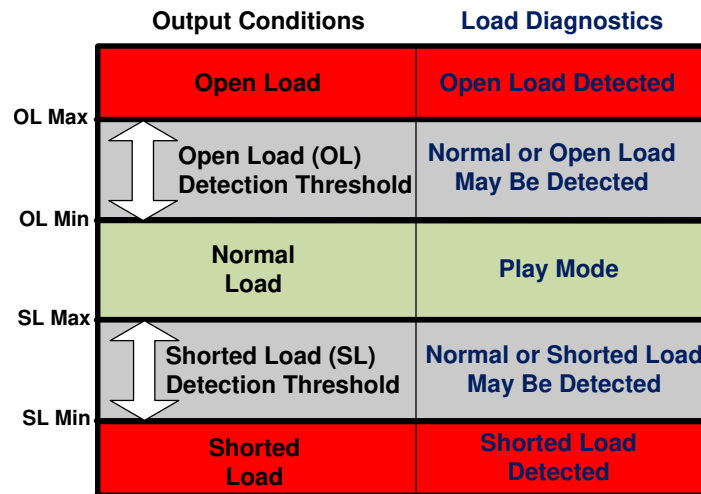 Output Conditions Load Diagnostics
Open Load Open Load Detected
OL Max
Open Load (OL) Normal or Open Load
Detection Threshold May Be Detected
OL Min
Normal
Load
Play Mode
SL Max
Shorted Load (SL) Normal or Shorted Load
Detection Threshold May Be Detected
SL Min
Shorted Shorted Load
Load Detected